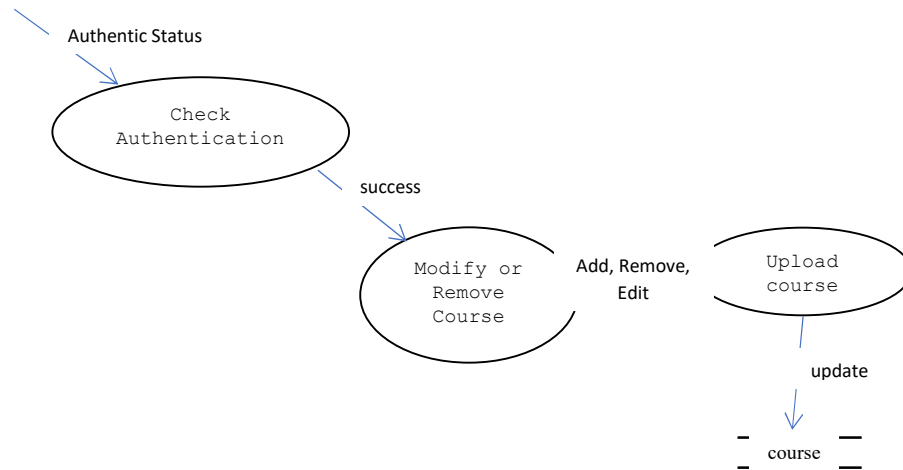 Authentic Status
Check
Authentication
success
Modify or
Remove
Course
Add, Remove,
Edit
Upload
course
update
course